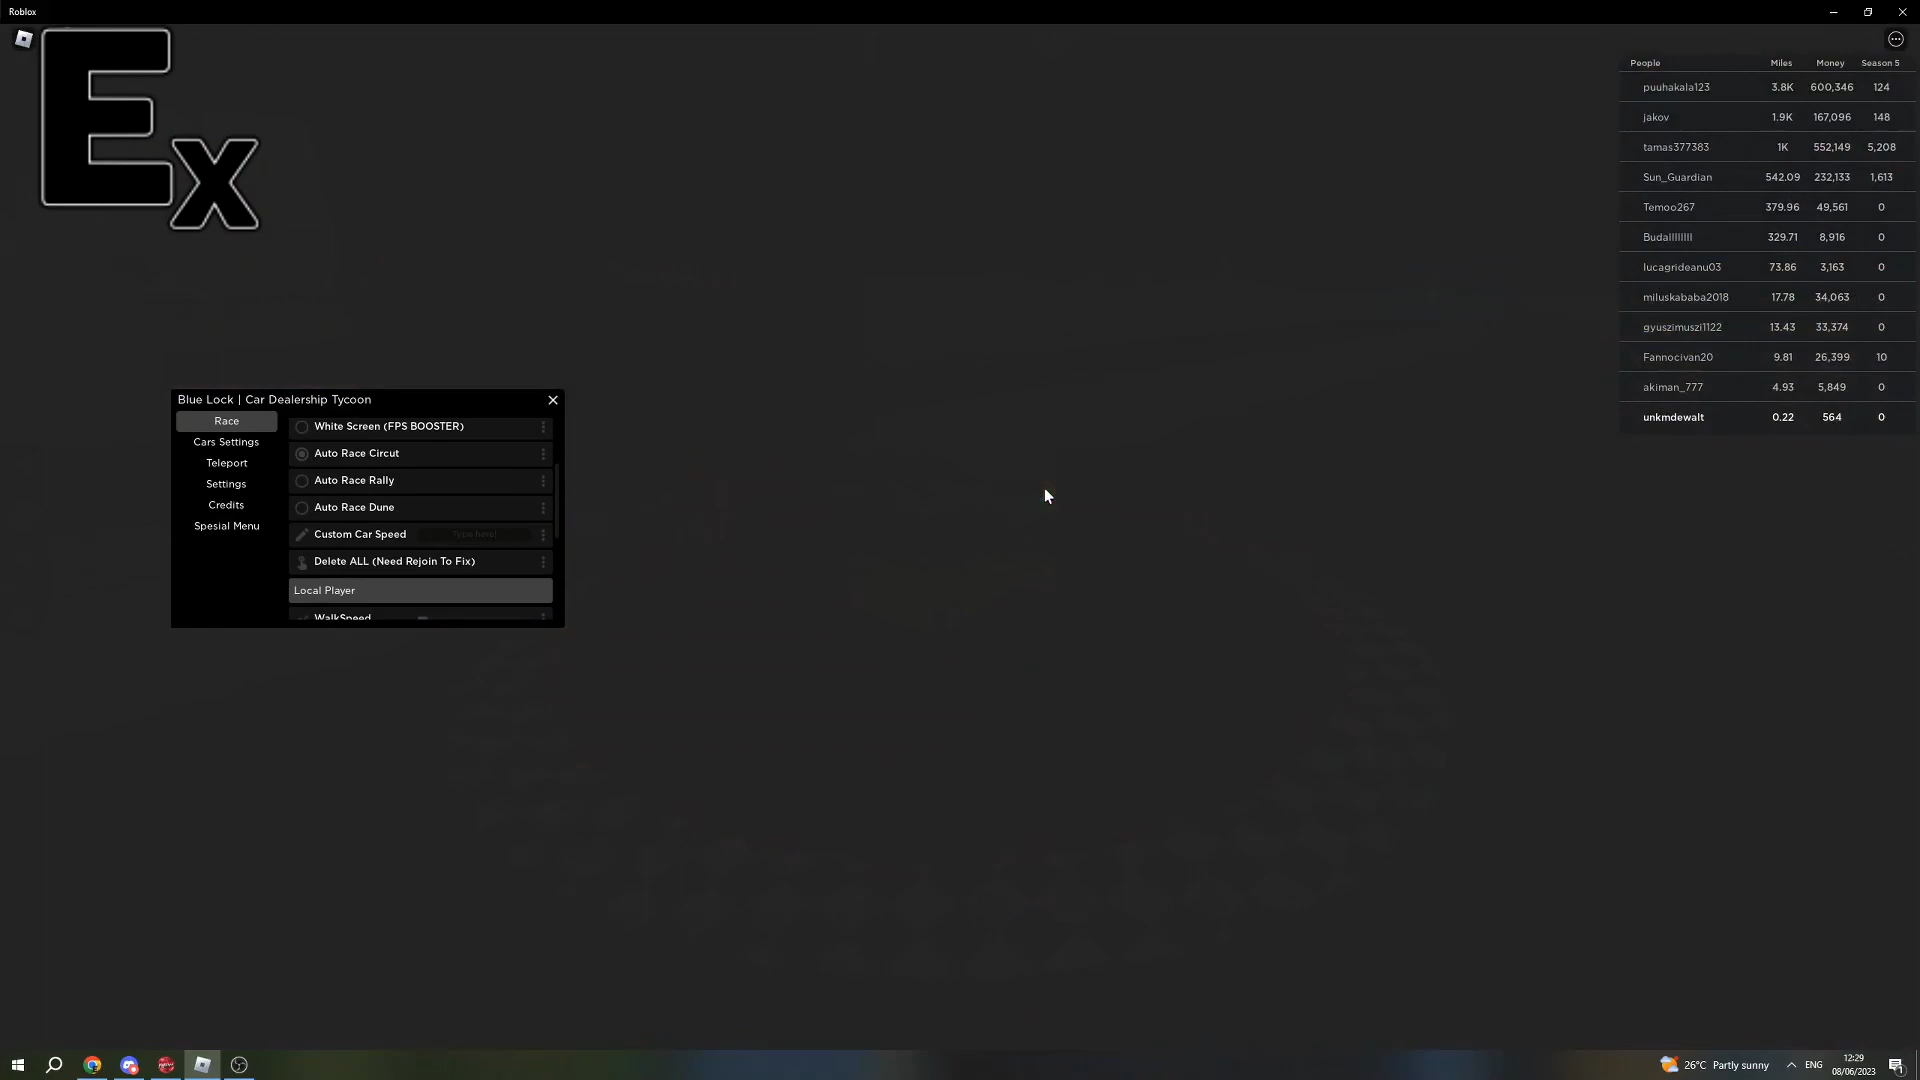 Roblox
Ex
People Miles Money Season 5
puuhakala123 3.8K 600,346 124
jakov 1.9K 167,096 148
tamas377383 1K 552,149 5,208
Sun_Guardian 542.09 232,133 1,613
Temoo267 379.96 49,561 0
Budallllllll 329.71 8,916 0
lucagrideanu03 73.86 3,163 0
miluskababa2018 17.78 34,063 0
gyuszimuszi1122 13.43 33,374 0
Fannocivan20 9.81 26,399 10
akiman_777 4.93 5,849 0
unkmdewalt 0.22 564 0
Blue Lock | Car Dealership Tycoon
Race
Cars Settings
Teleport
Settings
Credits
Spesial Menu
White Screen (FPS BOOSTER)
Auto Race Circut
Auto Race Rally
Auto Race Dune
Custom Car Speed Type here!
Delete ALL (Need Rejoin To Fix)
Local Player
WalkSpeed
26°C Partly sunny
ENG
12:29
08/06/2023
1